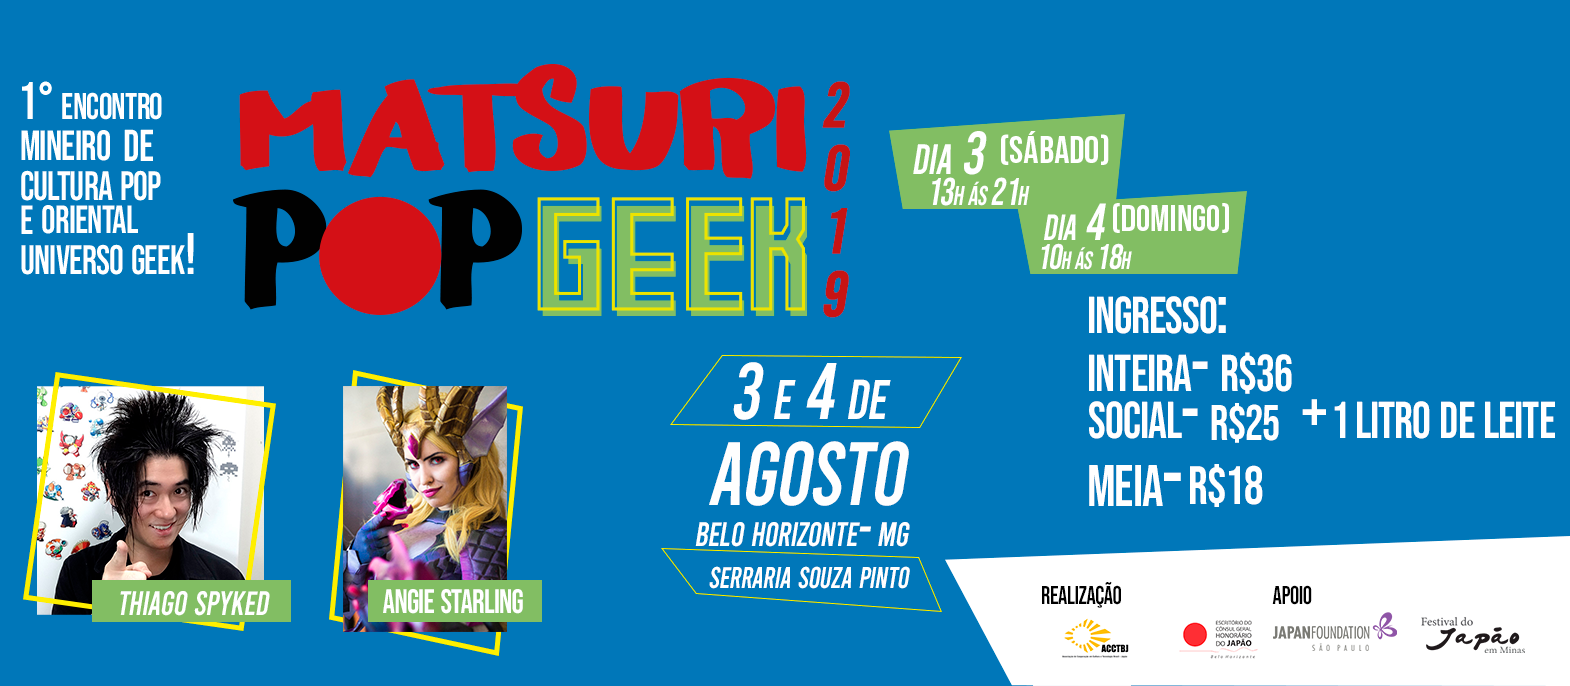 1° ENCONTRO
MINEIRO DE
CULTURA POP
E ORIENTAL
UNIVERSO GEEK!
MATSURI
POP GEEK
2019
DIA 3 (SÁBADO)
13H ÁS 21H
DIA 4 (DOMINGO)
10H ÁS 18H
INGRESSO:
INTEIRA- R$36
SOCIAL- R$25 +1 LITRO DE LEITE
MEIA- R$18
3 E 4 DE
AGOSTO
BELO HORIZONTE- MG
SERRARIA SOUZA PINTO
THIAGO SPYKED
ANGIE STARLING
REALIZAÇÃO
ACCTBJ
APOIO
ESCRITÓRIO DO
CÔNSUL GERAL
HONORÁRIO
DO JAPÃO
Belo Horizonte
JAPANFOUNDATION
SÃO PAULO
Festival do
Japão
em Minas